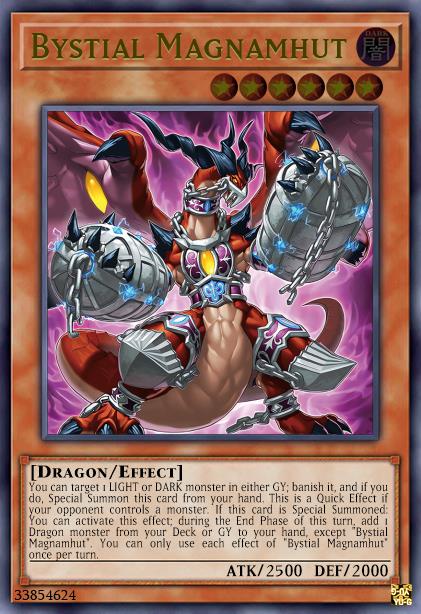 BYSTIAL MAGNAMHUT
DARK
闇
[DRAGON/EFFECT]
You can target 1 LIGHT or DARK monster in either GY; banish it, and if you
do, Special Summon this card from your hand. This is a Quick Effect if
your opponent controls a monster. If this card is Special Summoned:
You can activate this effect; during the End Phase of this turn, add 1
Dragon monster from your Deck or GY to your hand, except "Bystial
Magnamhut". You can only use each effect of "Bystial Magnamhut"
once per turn.
ATK/2500 DEF/2000
33854624